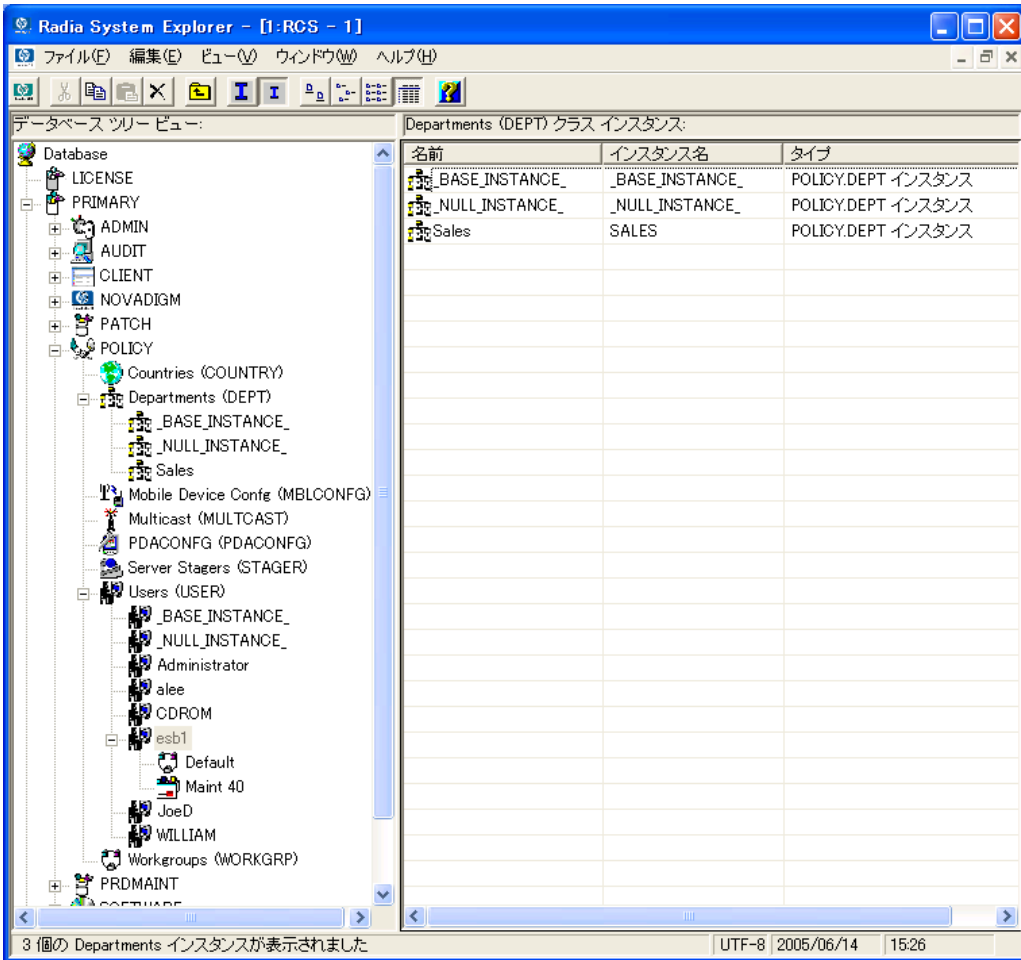 Radia System Explorer - [1:RCS - 1]
ファイル(F) 編集(E) ビュー(V) ウィンドウ(W) ヘルプ(H)
データベース ツリー ビュー:
Database
LICENSE
PRIMARY
ADMIN
AUDIT
CLIENT
NOVADIGM
PATCH
POLICY
Countries (COUNTRY)
Departments (DEPT)
_BASE_INSTANCE_
_NULL_INSTANCE_
Sales
Mobile Device Confg (MBLCONFG)
Multicast (MULTCAST)
PDACONFG (PDACONFG)
Server Stagers (STAGER)
Users (USER)
_BASE_INSTANCE_
_NULL_INSTANCE_
Administrator
alee
CDROM
esb1
Default
Maint 40
JoeD
WILLIAM
Workgroups (WORKGRP)
PRDMAINT
Departments (DEPT) クラス インスタンス:
名前 インスタンス名 タイプ
_BASE_INSTANCE_ _BASE_INSTANCE_ POLICY.DEPT インスタンス
_NULL_INSTANCE_ _NULL_INSTANCE_ POLICY.DEPT インスタンス
Sales SALES POLICY.DEPT インスタンス
3 個の Departments インスタンスが表示されました UTF-8 2005/06/14 15:26